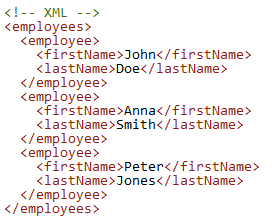 <!-- XML -->
<employees>
  <employee>
    <firstName>John</firstName>
    <lastName>Doe</lastName>
  </employee>
  <employee>
    <firstName>Anna</firstName>
    <lastName>Smith</lastName>
  </employee>
  <employee>
    <firstName>Peter</firstName>
    <lastName>Jones</lastName>
  </employee>
</employees>